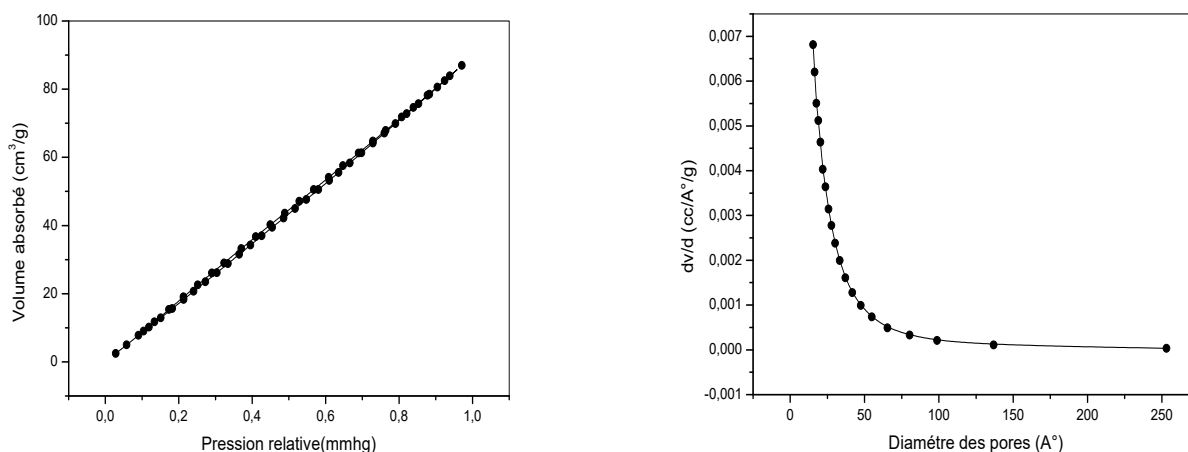 100
80
60
40
20
0
Volume absorbé (cm³/g)
0,0 0,2 0,4 0,6 0,8 1,0
Pression relative(mmhg)
0,007
0,006
0,005
0,004
0,003
0,002
0,001
0,000
-0,001
dv/d (cc/A°/g)
0 50 100 150 200 250
Diamétre des pores (A°)